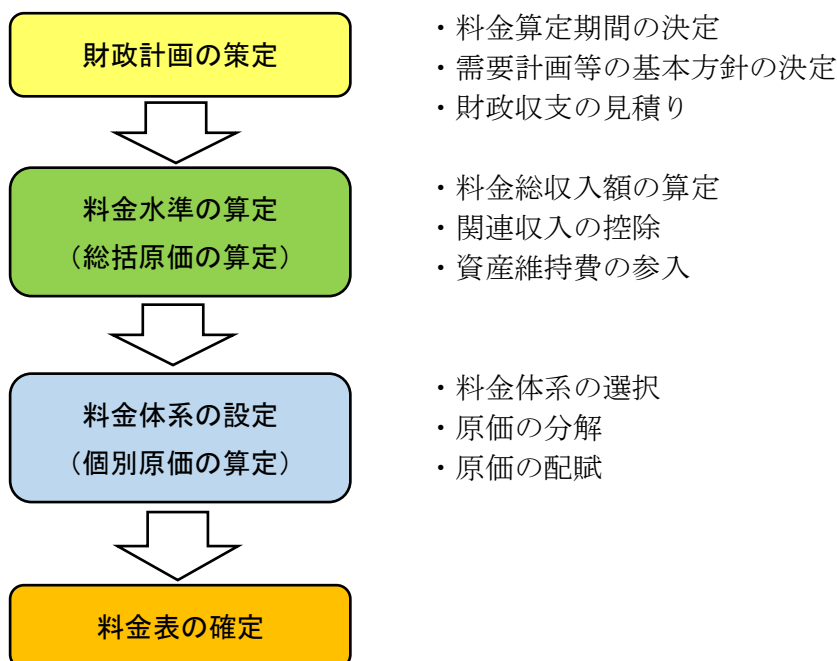 財政計画の策定
・料金算定期間の決定
・需要計画等の基本方針の決定
・財政収支の見積り
料金水準の算定
（総括原価の算定）
・料金総収入額の算定
・関連収入の控除
・資産維持費の参入
料金体系の設定
（個別原価の算定）
・料金体系の選択
・原価の分解
・原価の配賦
料金表の確定